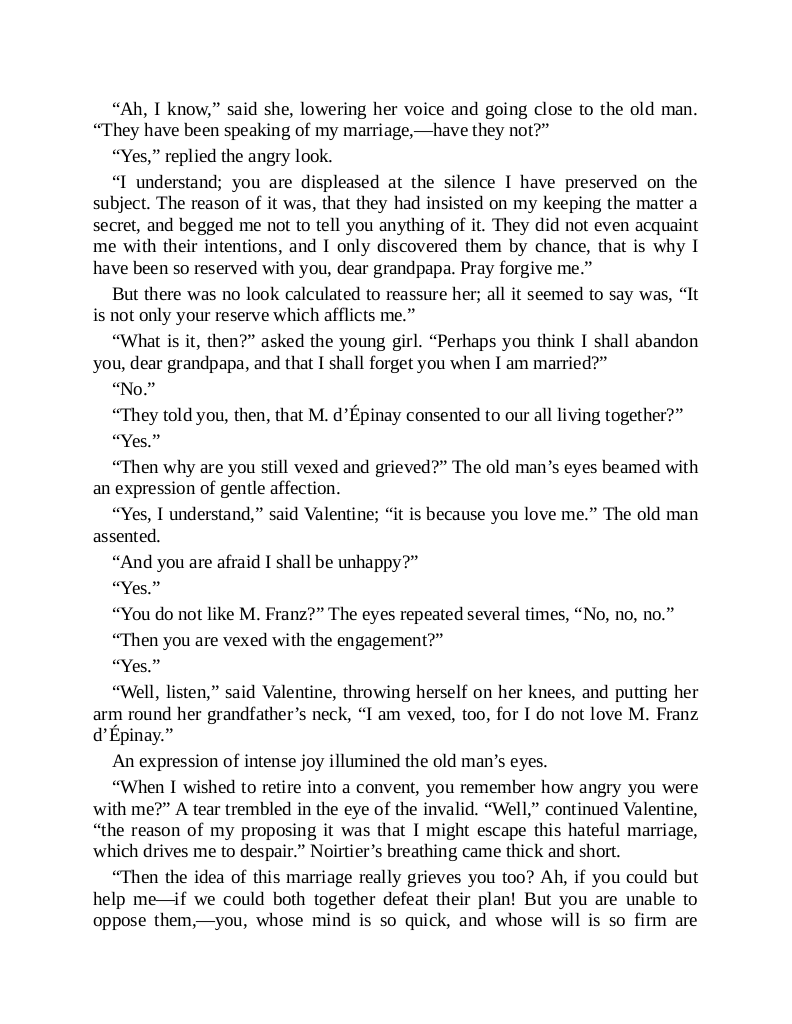 “Ah, I know,” said she, lowering her voice and going close to the old man.
“They have been speaking of my marriage,—have they not?”
“Yes,” replied the angry look.
“I understand; you are displeased at the silence I have preserved on the
subject. The reason of it was, that they had insisted on my keeping the matter a
secret, and begged me not to tell you anything of it. They did not even acquaint
me with their intentions, and I only discovered them by chance, that is why I
have been so reserved with you, dear grandpapa. Pray forgive me.”
But there was no look calculated to reassure her; all it seemed to say was, “It
is not only your reserve which afflicts me.”
“What is it, then?” asked the young girl. “Perhaps you think I shall abandon
you, dear grandpapa, and that I shall forget you when I am married?”
“No.”
“They told you, then, that M. d’Épinay consented to our all living together?”
“Yes.”
“Then why are you still vexed and grieved?” The old man’s eyes beamed with
an expression of gentle affection.
“Yes, I understand,” said Valentine; “it is because you love me.” The old man
assented.
“And you are afraid I shall be unhappy?”
“Yes.”
“You do not like M. Franz?” The eyes repeated several times, “No, no, no.”
“Then you are vexed with the engagement?”
“Yes.”
“Well, listen,” said Valentine, throwing herself on her knees, and putting her
arm round her grandfather’s neck, “I am vexed, too, for I do not love M. Franz
d’Épinay.”
An expression of intense joy illumined the old man’s eyes.
“When I wished to retire into a convent, you remember how angry you were
with me?” A tear trembled in the eye of the invalid. “Well,” continued Valentine,
“the reason of my proposing it was that I might escape this hateful marriage,
which drives me to despair.” Noirtier’s breathing came thick and short.
“Then the idea of this marriage really grieves you too? Ah, if you could but
help me—if we could both together defeat their plan! But you are unable to
oppose them,—you, whose mind is so quick, and whose will is so firm are